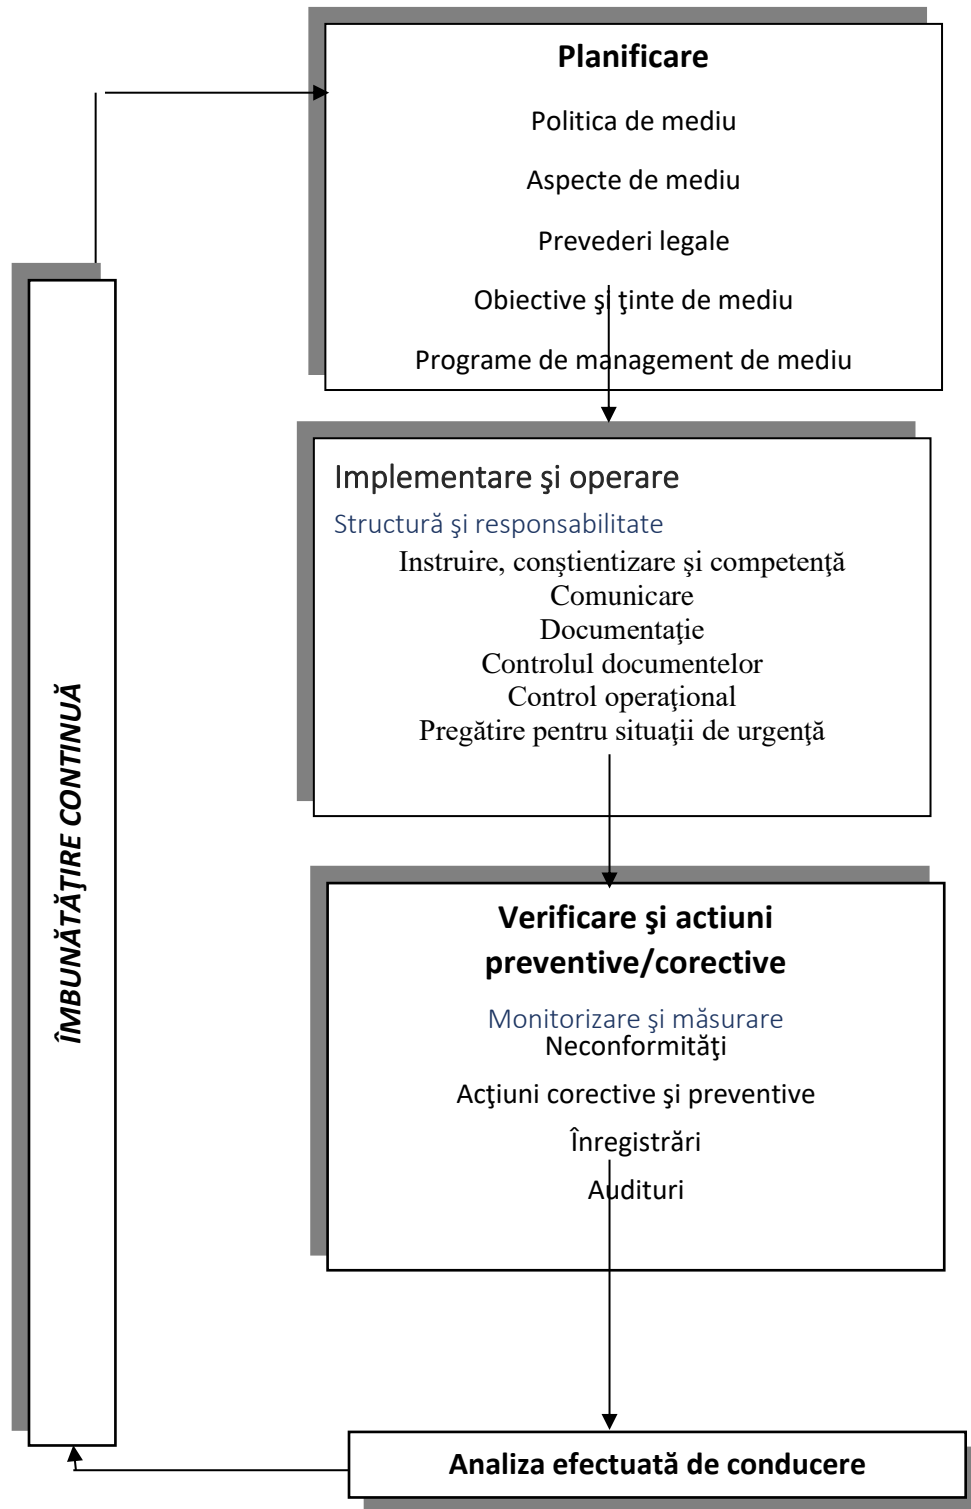 Planificare
Politica de mediu
Aspecte de mediu
Prevederi legale
Obiective şi ţinte de mediu
Programe de management de mediu
Implementare şi operare
Structură şi responsabilitate
Instruire, conştientizare şi competenţă
Comunicare
Documentaţie
Controlul documentelor
Control operaţional
Pregătire pentru situaţii de urgenţă
ÎMBUNĂTĂŢIRE CONTINUĂ
Verificare şi actiuni
preventive/corective
Monitorizare şi măsurare
Neconformităţi
Acţiuni corective şi preventive
Înregistrări
Audituri
Analiza efectuată de conducere